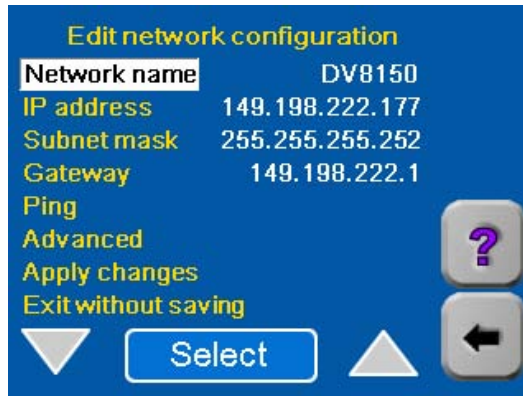 Edit network configuration
Network name DV8150
IP address 149.198.222.177
Subnet mask 255.255.255.252
Gateway 149.198.222.1
Ping
Advanced
Apply changes
Exit without saving
?
Select